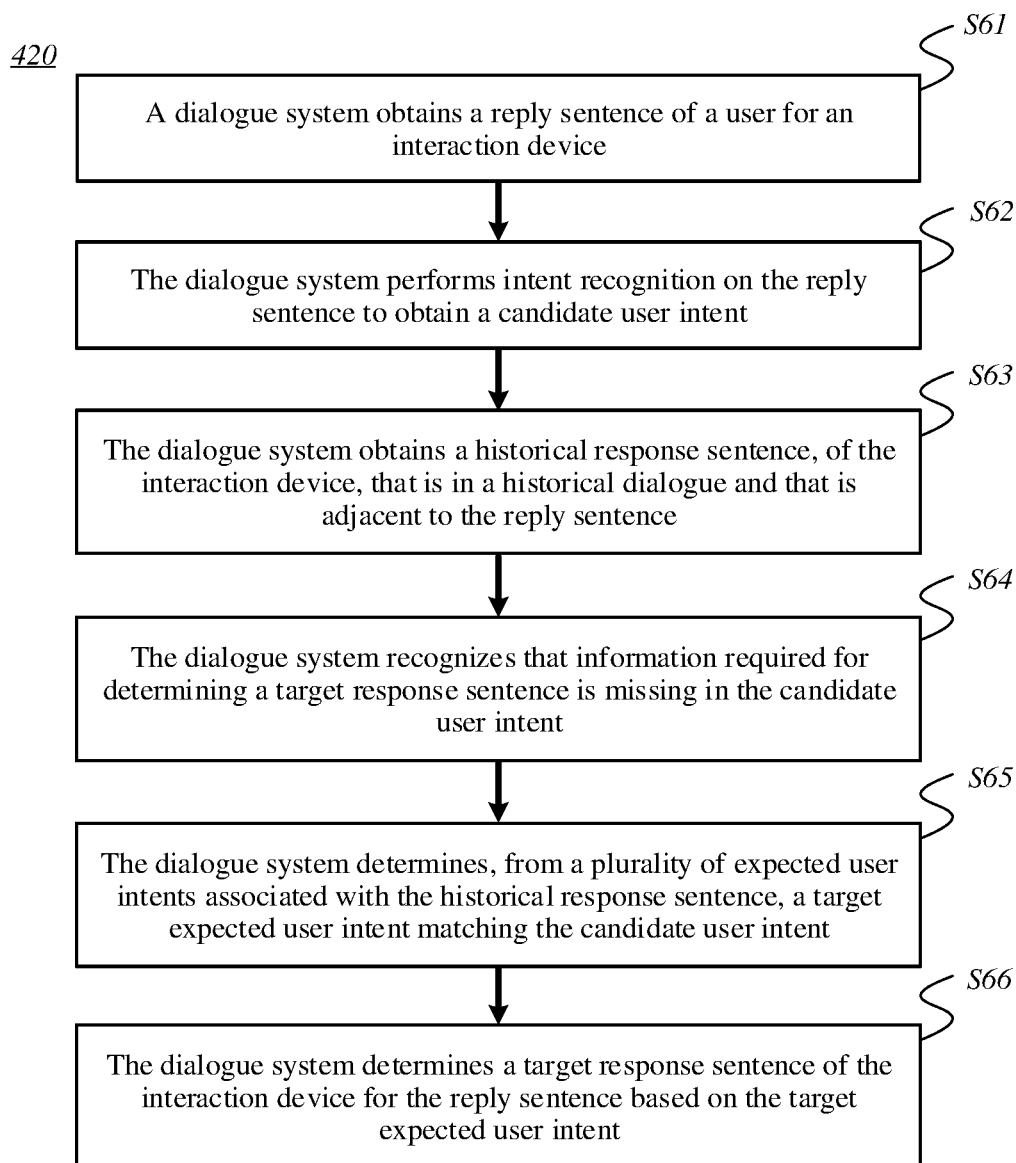 S61
420
A dialogue system obtains a reply sentence of a user for an
interaction device
S62
The dialogue system performs intent recognition on the reply
sentence to obtain a candidate user intent
S63
The dialogue system obtains a historical response sentence, of the
interaction device, that is in a historical dialogue and that is
adjacent to the reply sentence
S64
The dialogue system recognizes that information required for
determining a target response sentence is missing in the candidate
user intent
S65
The dialogue system determines, from a plurality of expected user
intents associated with the historical response sentence, a target
expected user intent matching the candidate user intent
S66
The dialogue system determines a target response sentence of the
interaction device for the reply sentence based on the target
expected user intent